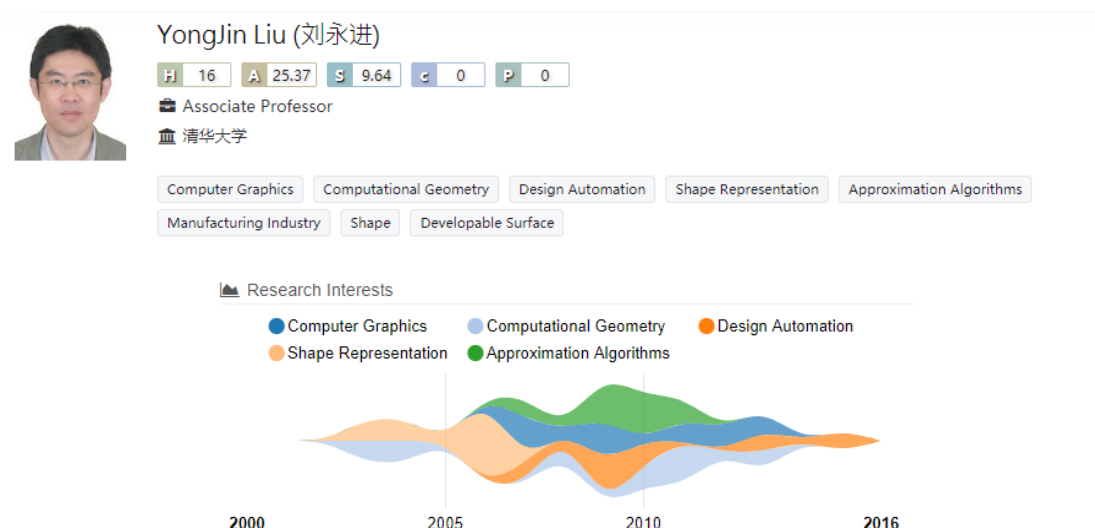 YongJin Liu (刘永进)
H 16 A 25.37 S 9.64 c 0 P 0
Associate Professor
清华大学
Computer Graphics Computational Geometry Design Automation Shape Representation Approximation Algorithms
Manufacturing Industry Shape Developable Surface
Research Interests
Computer Graphics Computational Geometry Design Automation
Shape Representation Approximation Algorithms
2000 2005 2010 2016